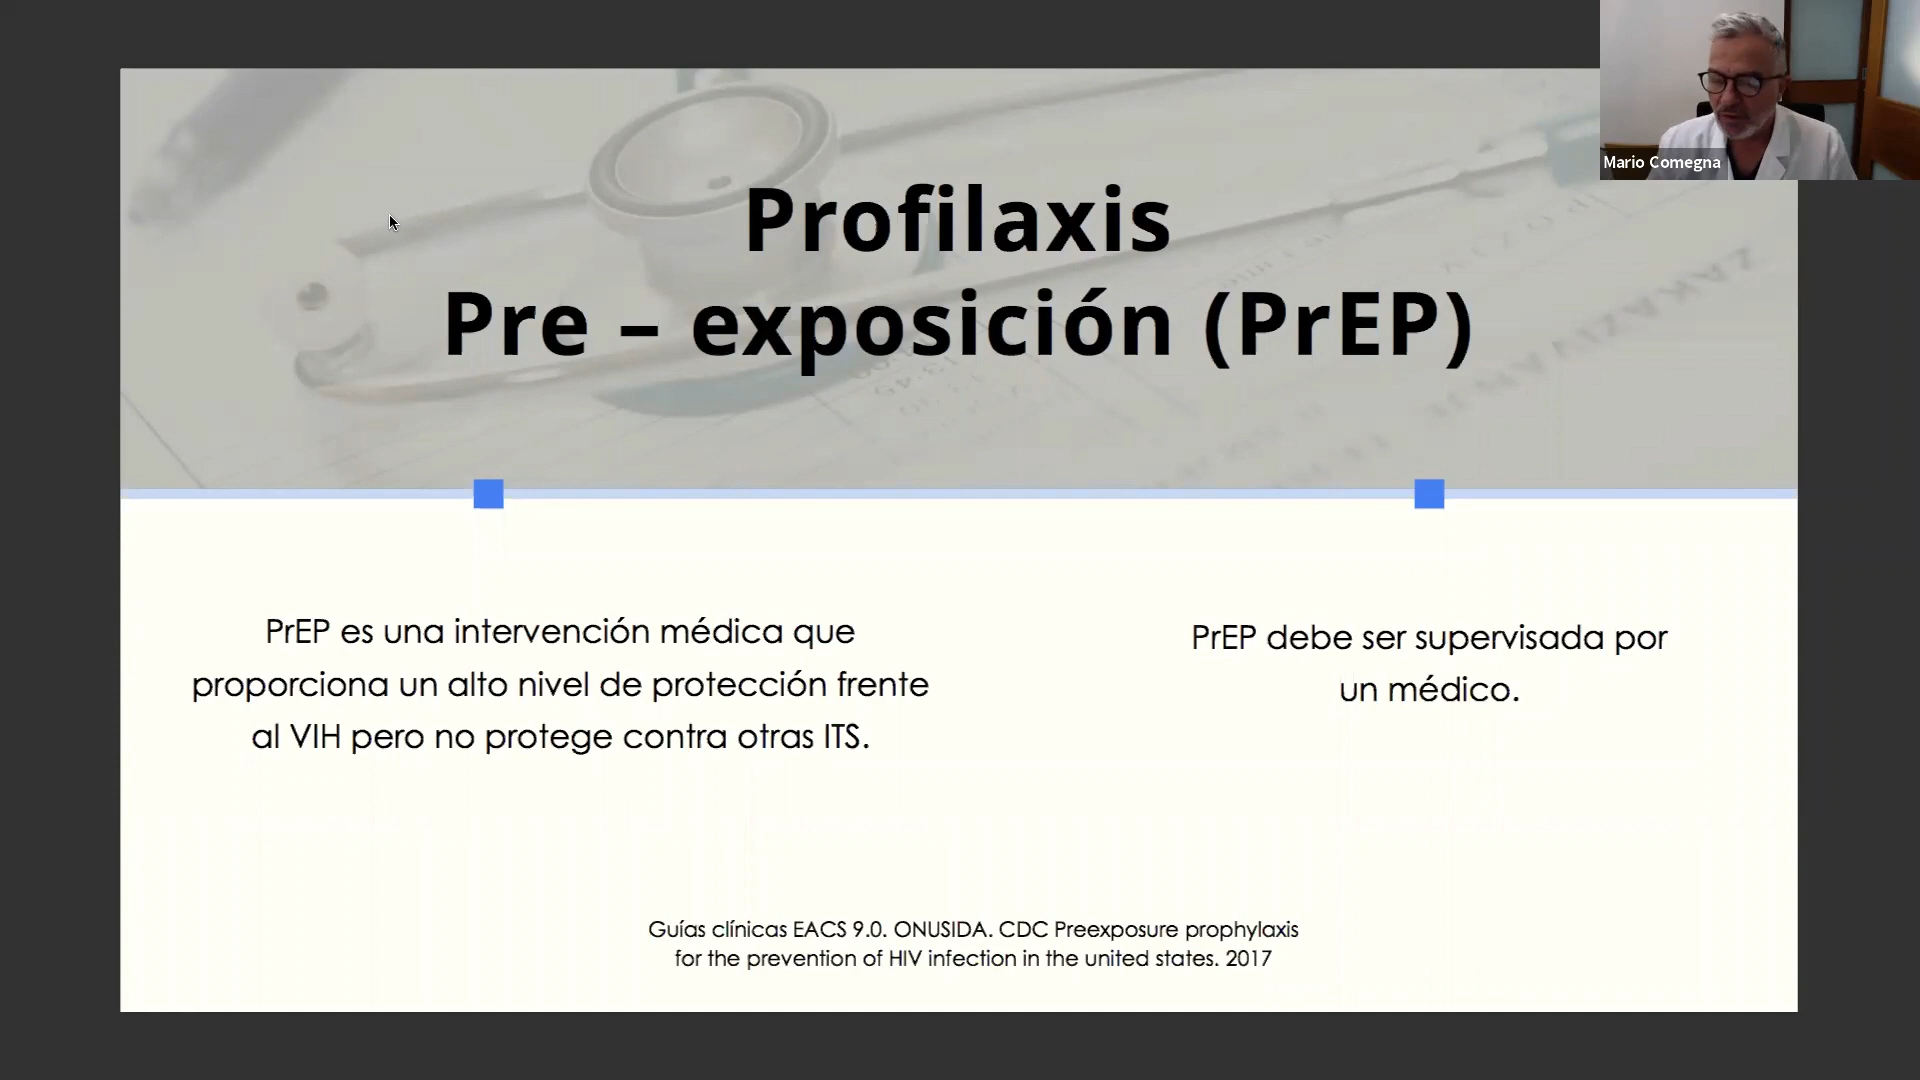 Mario Comegna
Profilaxis
Pre – exposición (PrEP)
PrEP es una intervención médica que
proporciona un alto nivel de protección frente
al VIH pero no protege contra otras ITS.
PrEP debe ser supervisada por
un médico.
Guías clínicas EACS 9.0. ONUSIDA. CDC Preexposure prophylaxis
for the prevention of HIV infection in the united states. 2017